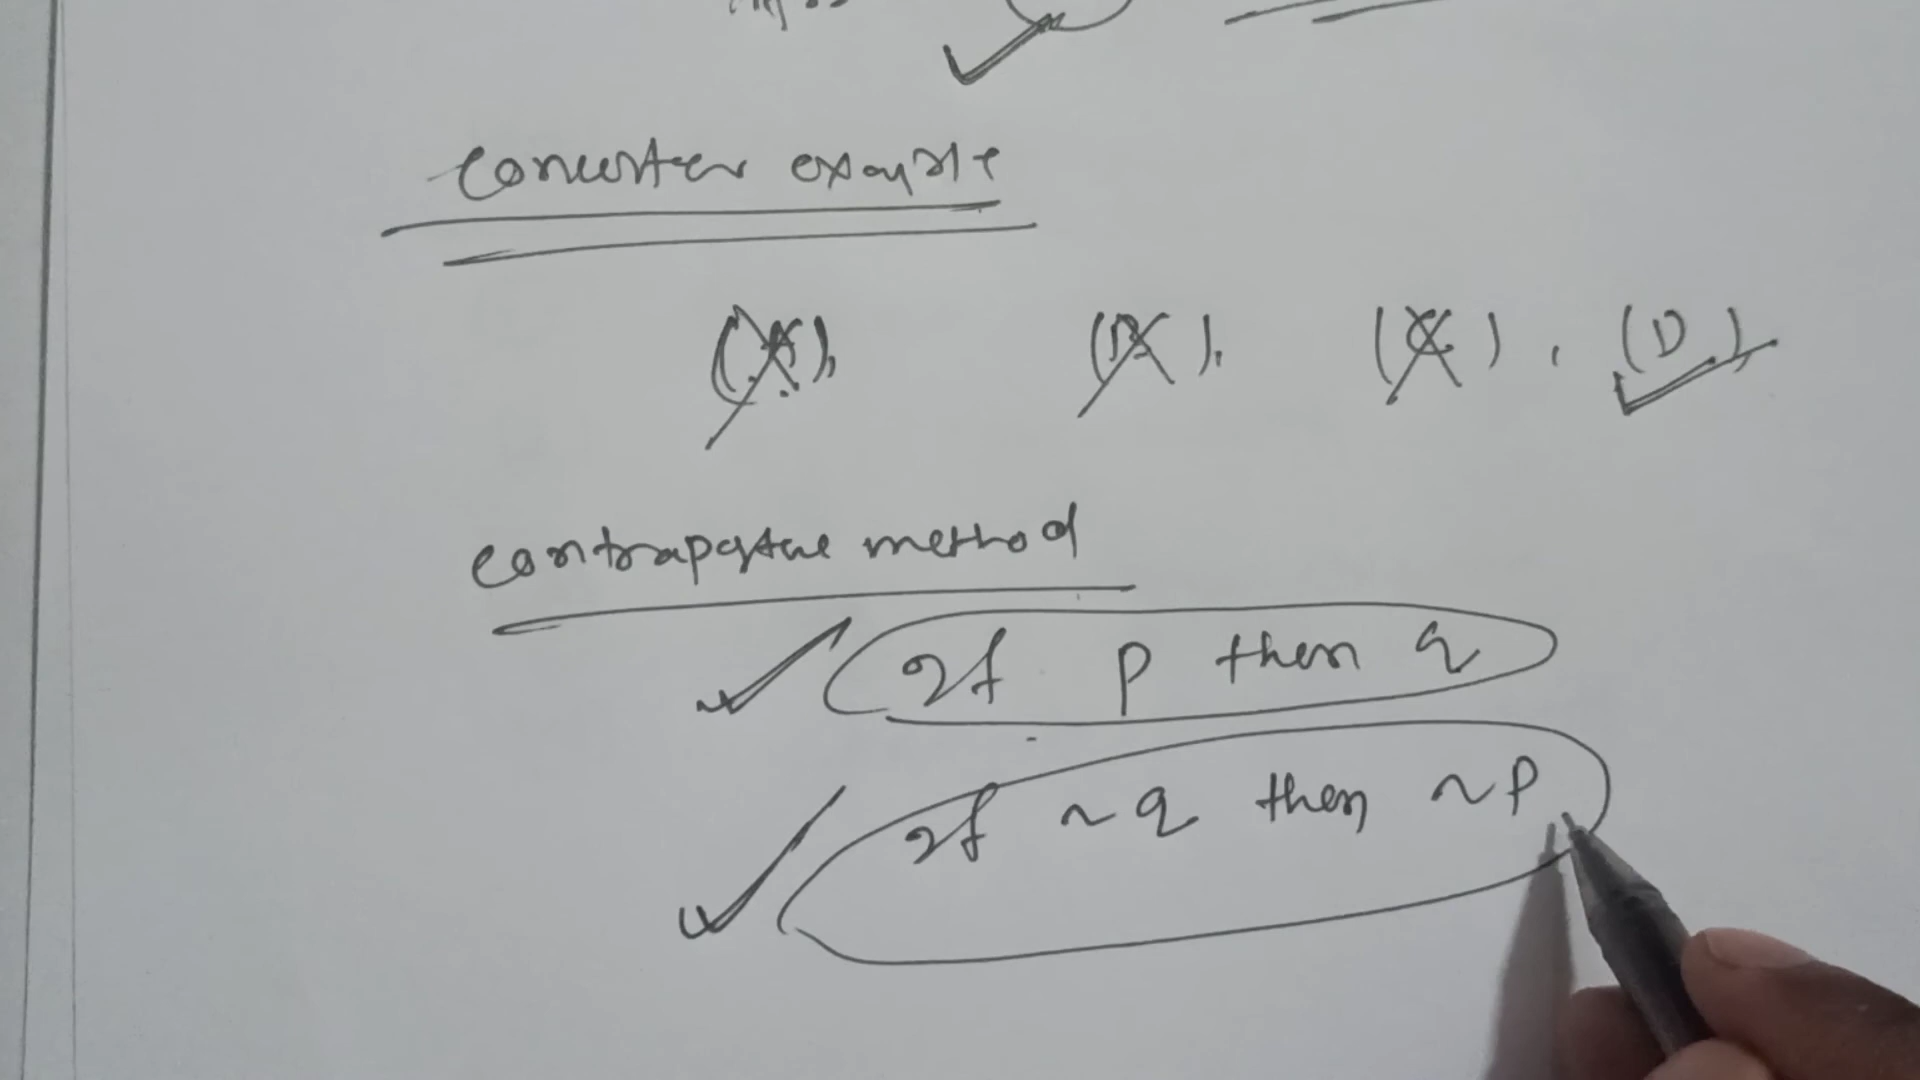 counter example
(A), (B), (C), (D)
contrapositive method
If p then q
If ~q then ~p